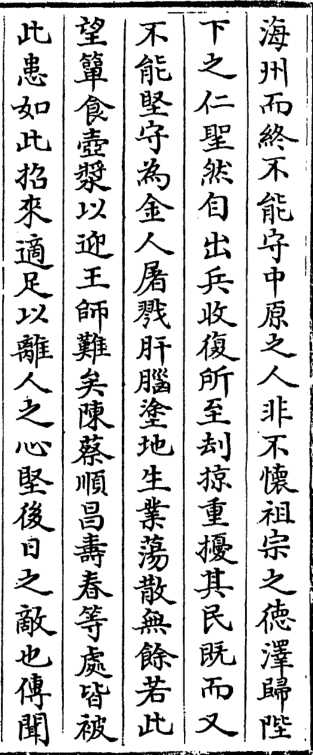 海州而終不能守中原之人非不懷祖宗之德澤歸陛
下之仁聖然自出兵收復所至刦掠重擾其民既而又
不能堅守為金人屠戮肝腦塗地生業蕩散無餘若此
望簞食壺漿以迎王師難矣陳蔡順昌壽春等處皆被
此患如此招來適足以離人之心堅後日之敵也傳聞